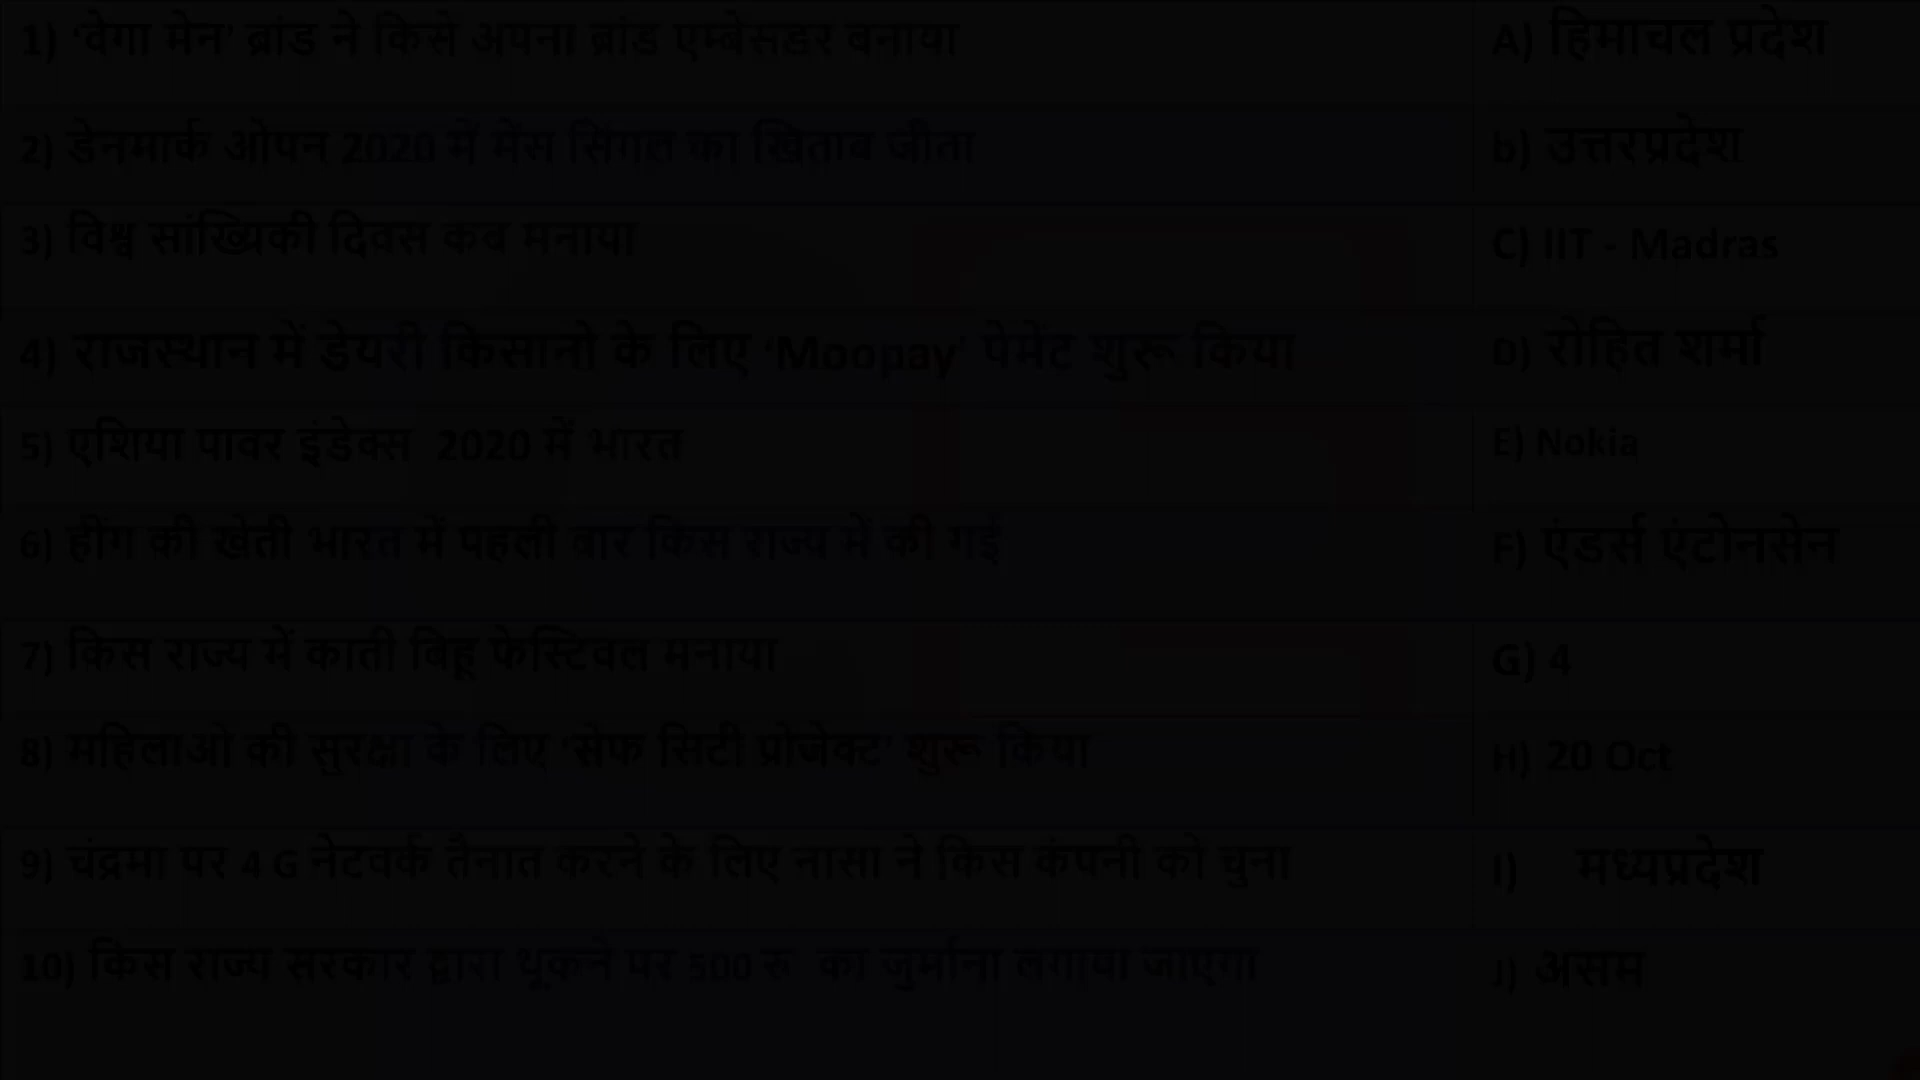 1) 'वेगा मेन' ब्रांड ने किसे अपना ब्रांड एम्बेसडर बनाया
A) हिमाचल प्रदेश
2) डेनमार्क ओपन 2020 में मेंस सिंगल का खिताब जीता
b) उत्तरप्रदेश
3) विश्व सांख्यिकी दिवस कब मनाया
C) IIT - Madras
4) राजस्थान में डेयरी किसानो के लिए 'Moopay' पेमेंट शुरू किया
D) रोहित शर्मा
5) एशिया पावर इंडेक्स 2020 में भारत
E) Nokia
6) हींग की खेती भारत में पहली बार किस राज्य में की गई
F) एंडर्स एंटोनसेन
7) किस राज्य में काती बिहू फेस्टिवल मनाया
G) 4
8) महिलाओ की सुरक्षा के लिए 'सेफ सिटी प्रोजेक्ट' शुरू किया
H) 20 Oct
9) चंद्रमा पर 4 G नेटवर्क तैनात करने के लिए नासा ने किस कंपनी को चुना
I) मध्यप्रदेश
10) किस राज्य सरकार द्वारा थूकने पर 500 रु का जुर्माना लगाया जाएगा
J) असम